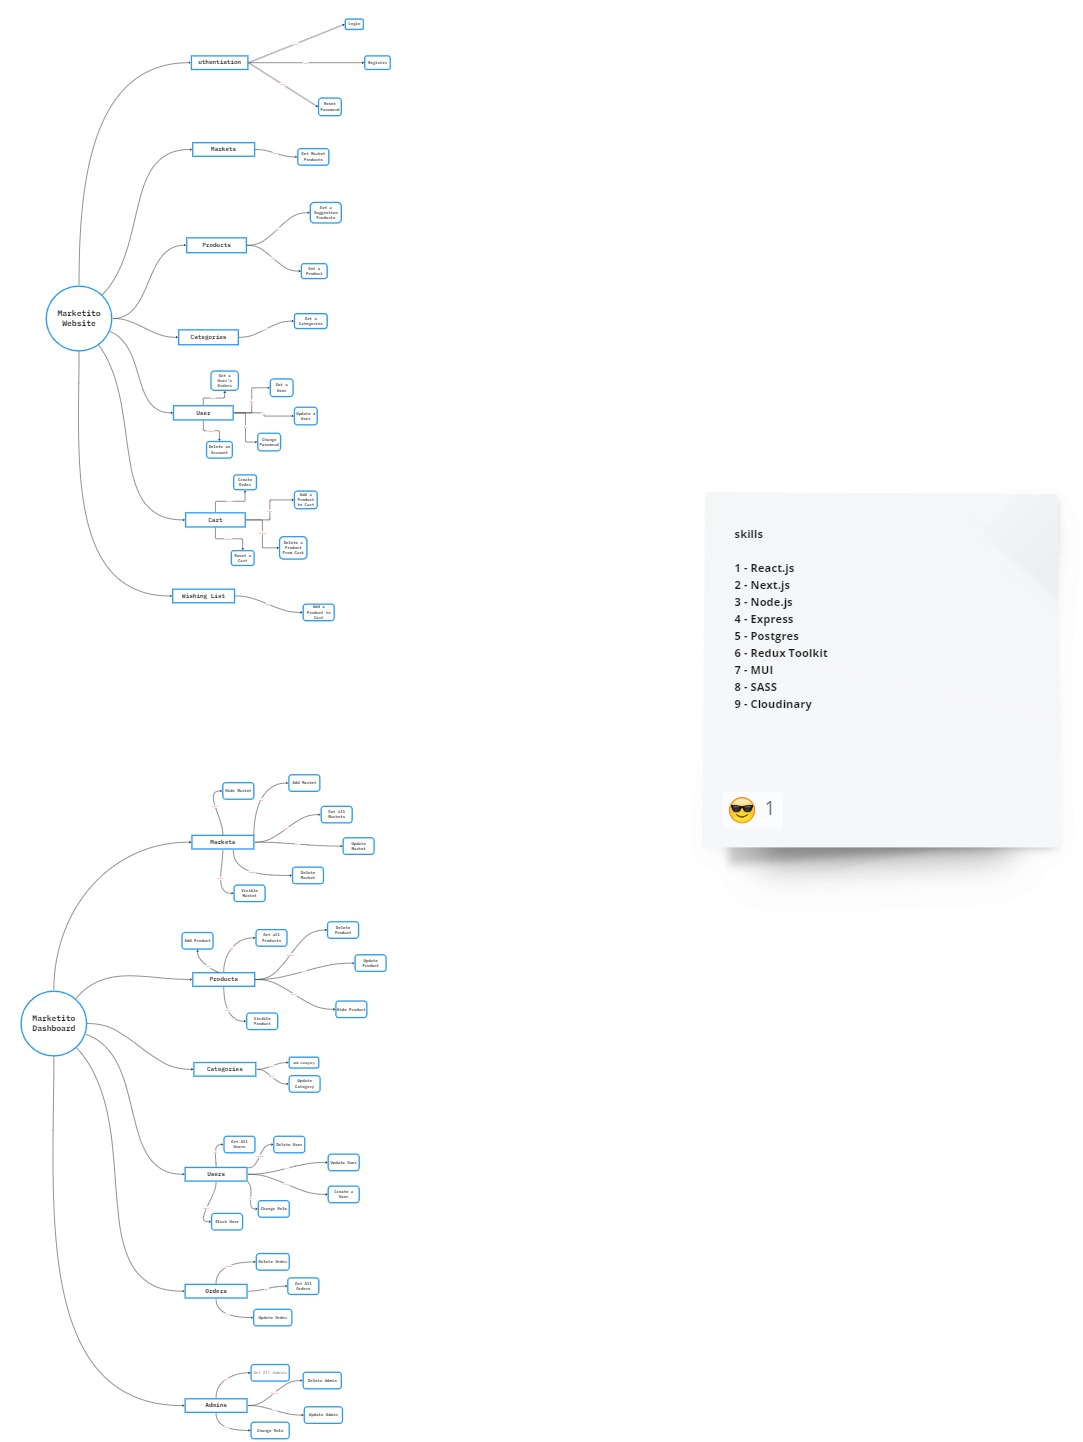 Login
uthentiation
Register
Reset
Password
Markets
Get Market
Products
Get a
Suggestion
Products
Products
Get a
Product
Marketito
Website
Get a
Categories
Categories
Get a
User's
Orders
Get a
User
User
Update a
User
Change
Password
Delete an
Account
Create
Order
Add a
Product
to Cart
Cart
Delete a
Product
From Cart
Reset a
Cart
Wishing List
Add a
Product to
Cart
skills
1 - React.js
2 - Next.js
3 - Node.js
4 - Express
5 - Postgres
6 - Redux Toolkit
7 - MUI
8 - SASS
9 - Cloudinary
1
Hide Market
Add Market
Get all
Markets
Markets
Update
Market
Delete
Market
Visible
Market
Add Product
Get all
Products
Delete
Product
Update
Product
Products
Hide Product
Visible
Product
Marketito
Dashboard
Categories
Add Category
Update
Category
Get All
Users
Delete User
Update User
Users
Create a
User
Change Role
Block User
Delete Order
Get All
Orders
Orders
Update Order
Get All Admins
Delete Admin
Admins
Update Admin
Change Role